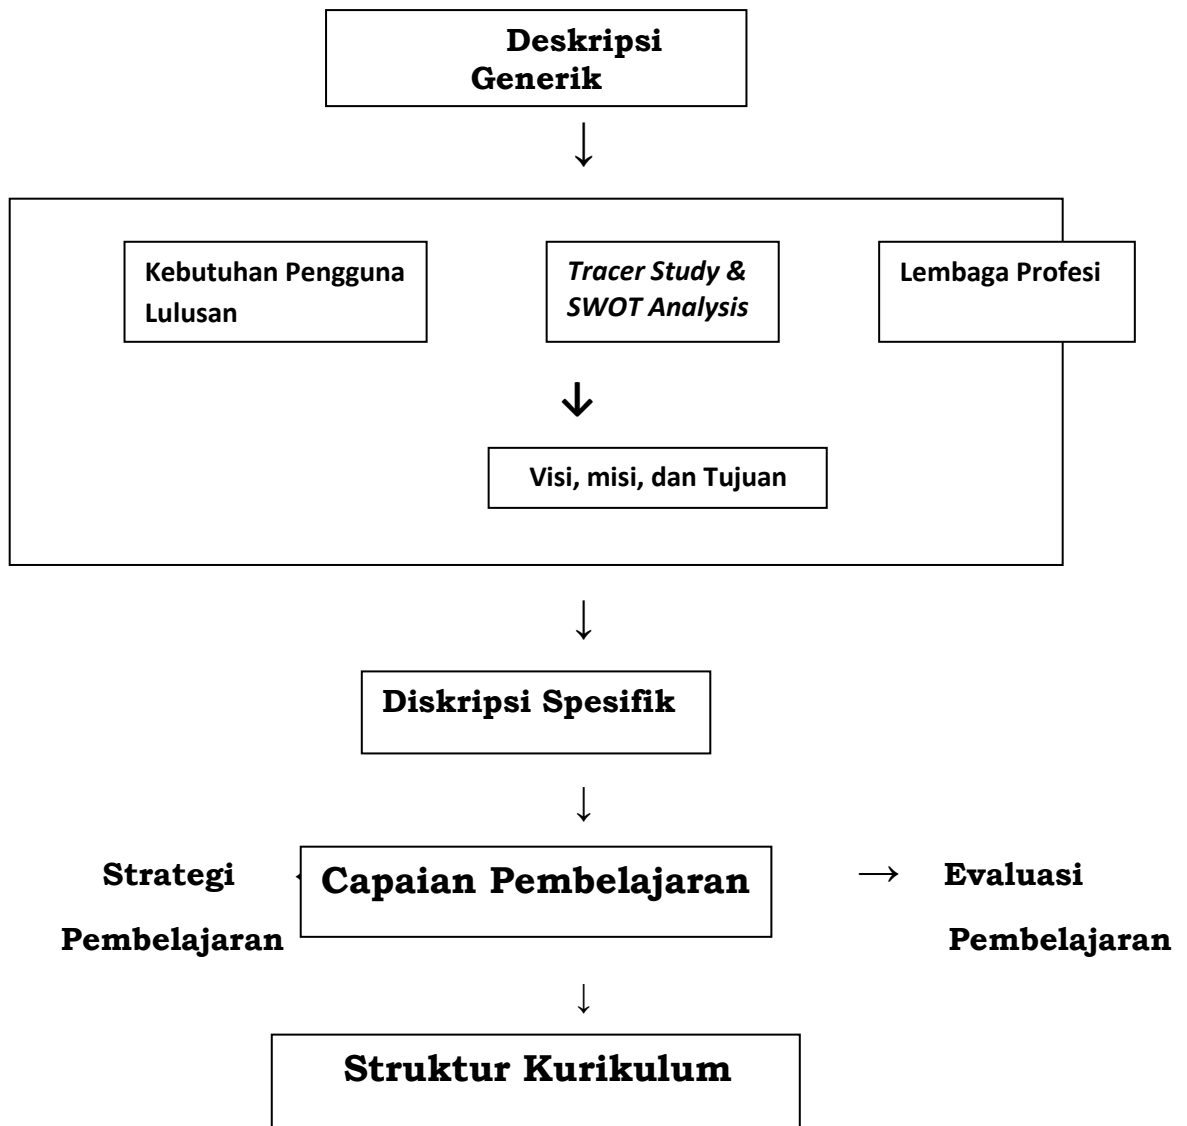 Deskripsi
Generik
↓
Kebutuhan Pengguna
Lulusan
Tracer Study &
SWOT Analysis
Lembaga Profesi
↓
Visi, misi, dan Tujuan
↓
Diskripsi Spesifik
↓
Strategi
Pembelajaran
Capaian Pembelajaran
→
Evaluasi
Pembelajaran
↓
Struktur Kurikulum